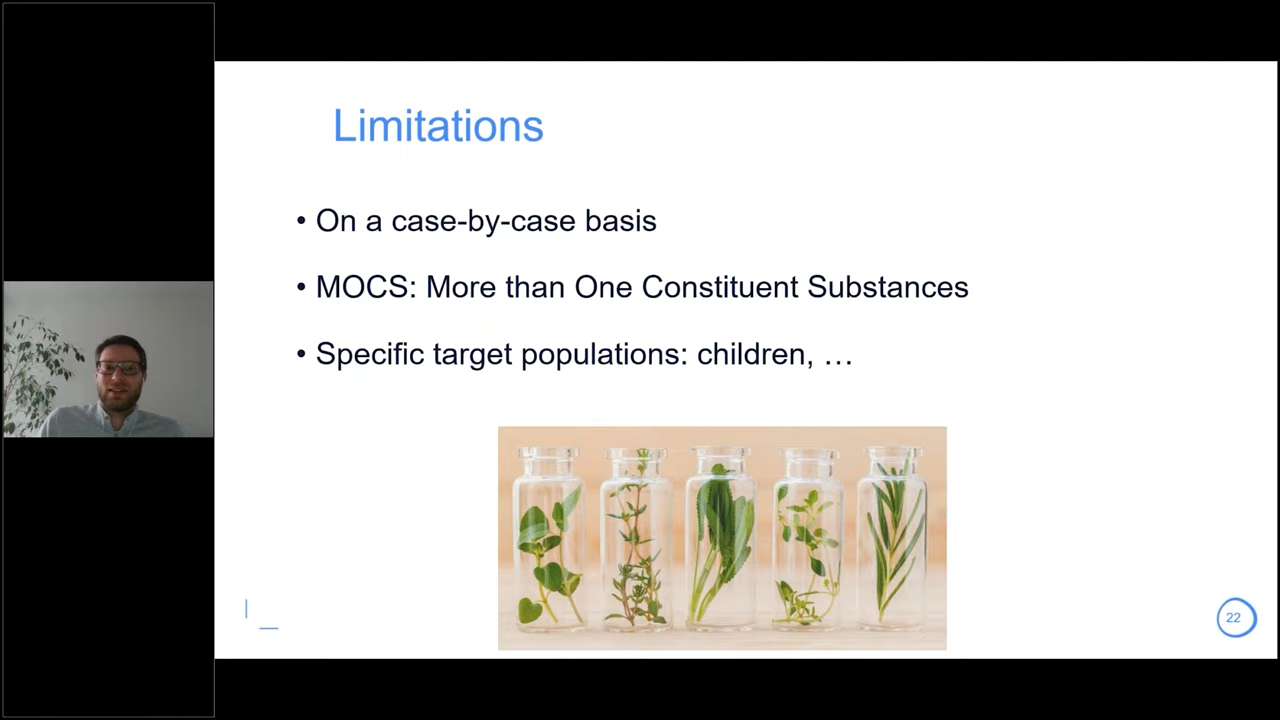 Limitations
• On a case-by-case basis
• MOCS: More than One Constituent Substances
• Specific target populations: children, …
22